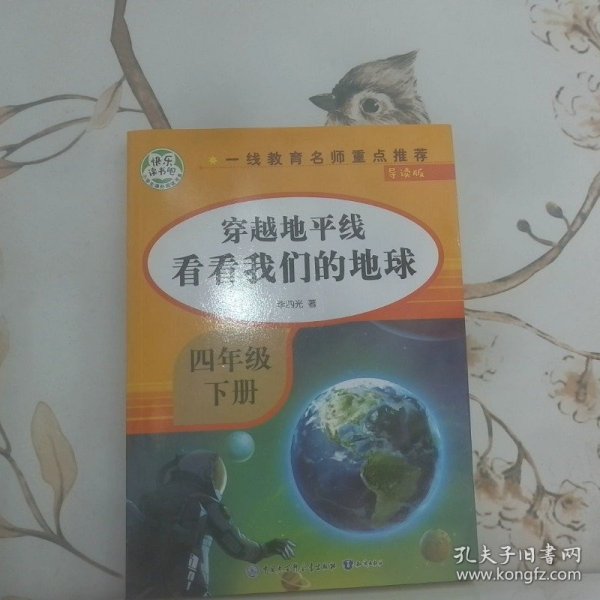 快乐
读书吧
一线教育名师重点推荐
导读版
穿越地平线
看看我们的地球
李四光 著
四年级
下册
孔夫子旧书网
www.kongfz.com